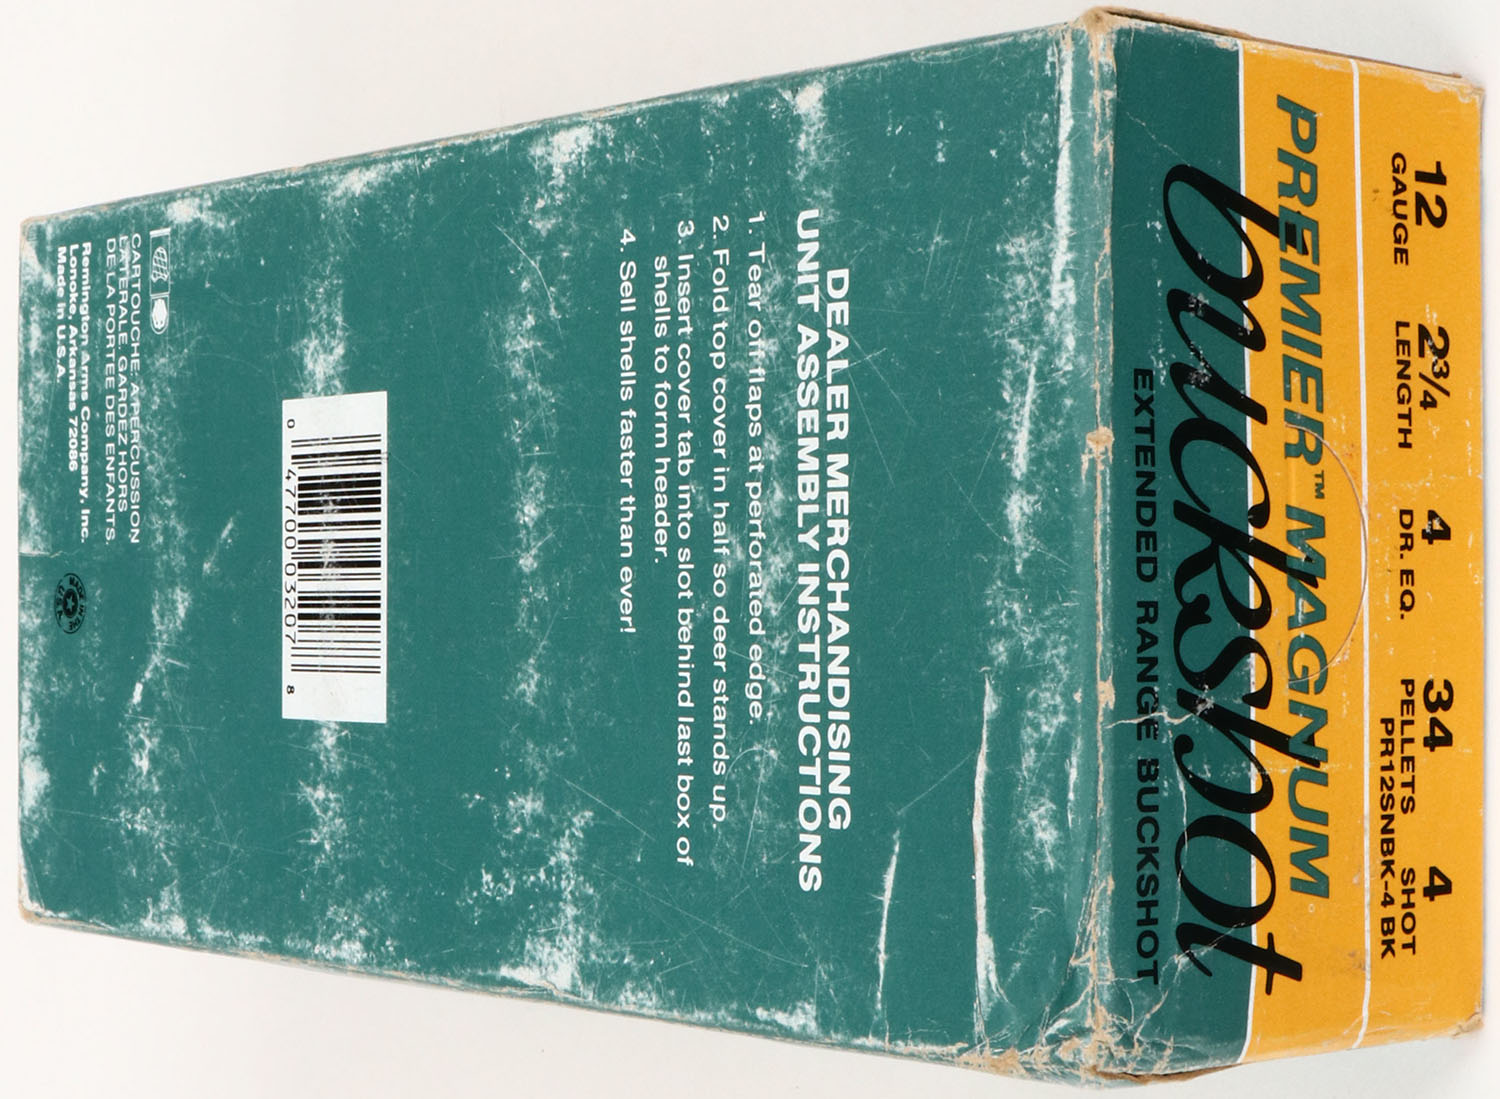 12 2¾ 4 34 4
GAUGE LENGTH DR. EQ. PELLETS SHOT
PR12SNBK-4 BK
PREMIER™ MAGNUM
buckshot
EXTENDED RANGE BUCKSHOT
DEALER MERCHANDISING
UNIT ASSEMBLY INSTRUCTIONS
1. Tear off flaps at perforated edge.
2. Fold top cover in half so deer stands up.
3. Insert cover tab into slot behind last box of
shells to form header.
4. Sell shells faster than ever!
0 47700 03207 8
CARTOUCHE, A PERCUSSION
LATERALE, GARDEZ HORS
DE LA PORTEE DES ENFANTS.
Remington Arms Company, Inc.
Lonoke, Arkansas 72086
Made in U.S.A.
MADE IN THE
U.S.A.